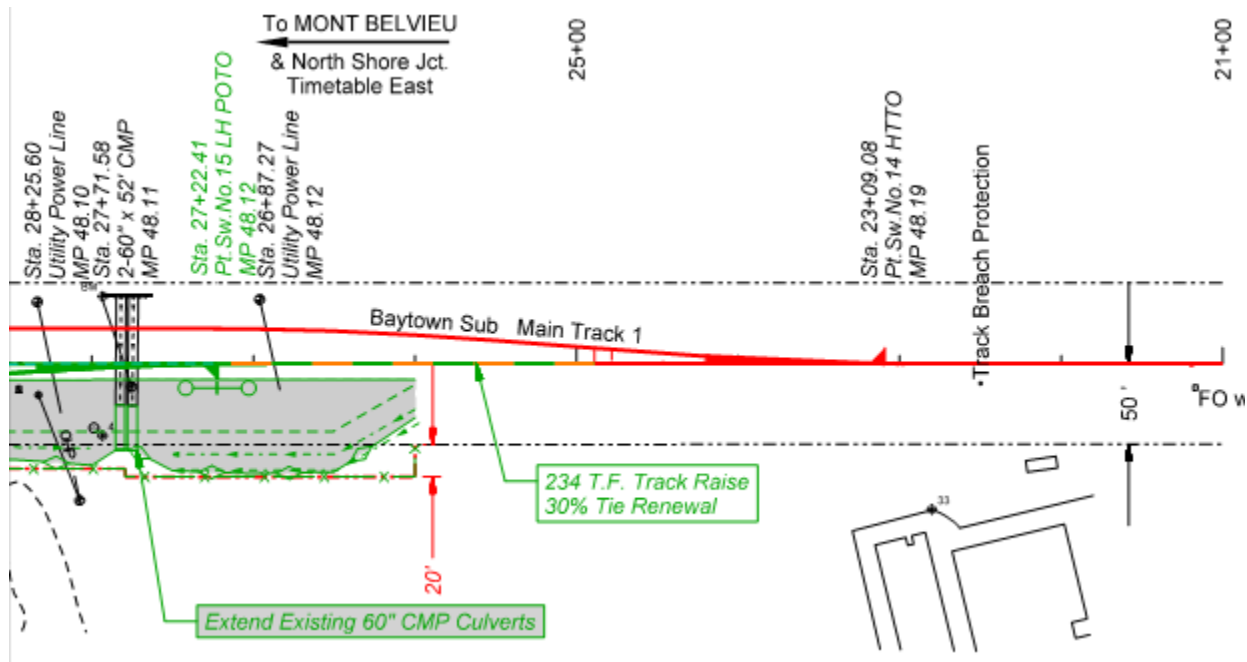 To MONT BELVIEU
& North Shore Jct.
Timetable East
25+00
21+00
Sta. 28+25.60
Utility Power Line
MP 48.10
Sta. 27+71.58
2-60" x 52' CMP
MP 48.11
Sta. 27+22.41
Pt.Sw.No.15 LH POTO
MP 48.12
Sta. 26+87.27
Utility Power Line
MP 48.12
Sta. 23+09.08
Pt.Sw.No.14 HTTO
MP 48.19
Track Breach Protection
Baytown Sub Main Track 1
50 '
FO w
OHP
234 T.F. Track Raise
30% Tie Renewal
33
20'
Extend Existing 60" CMP Culverts